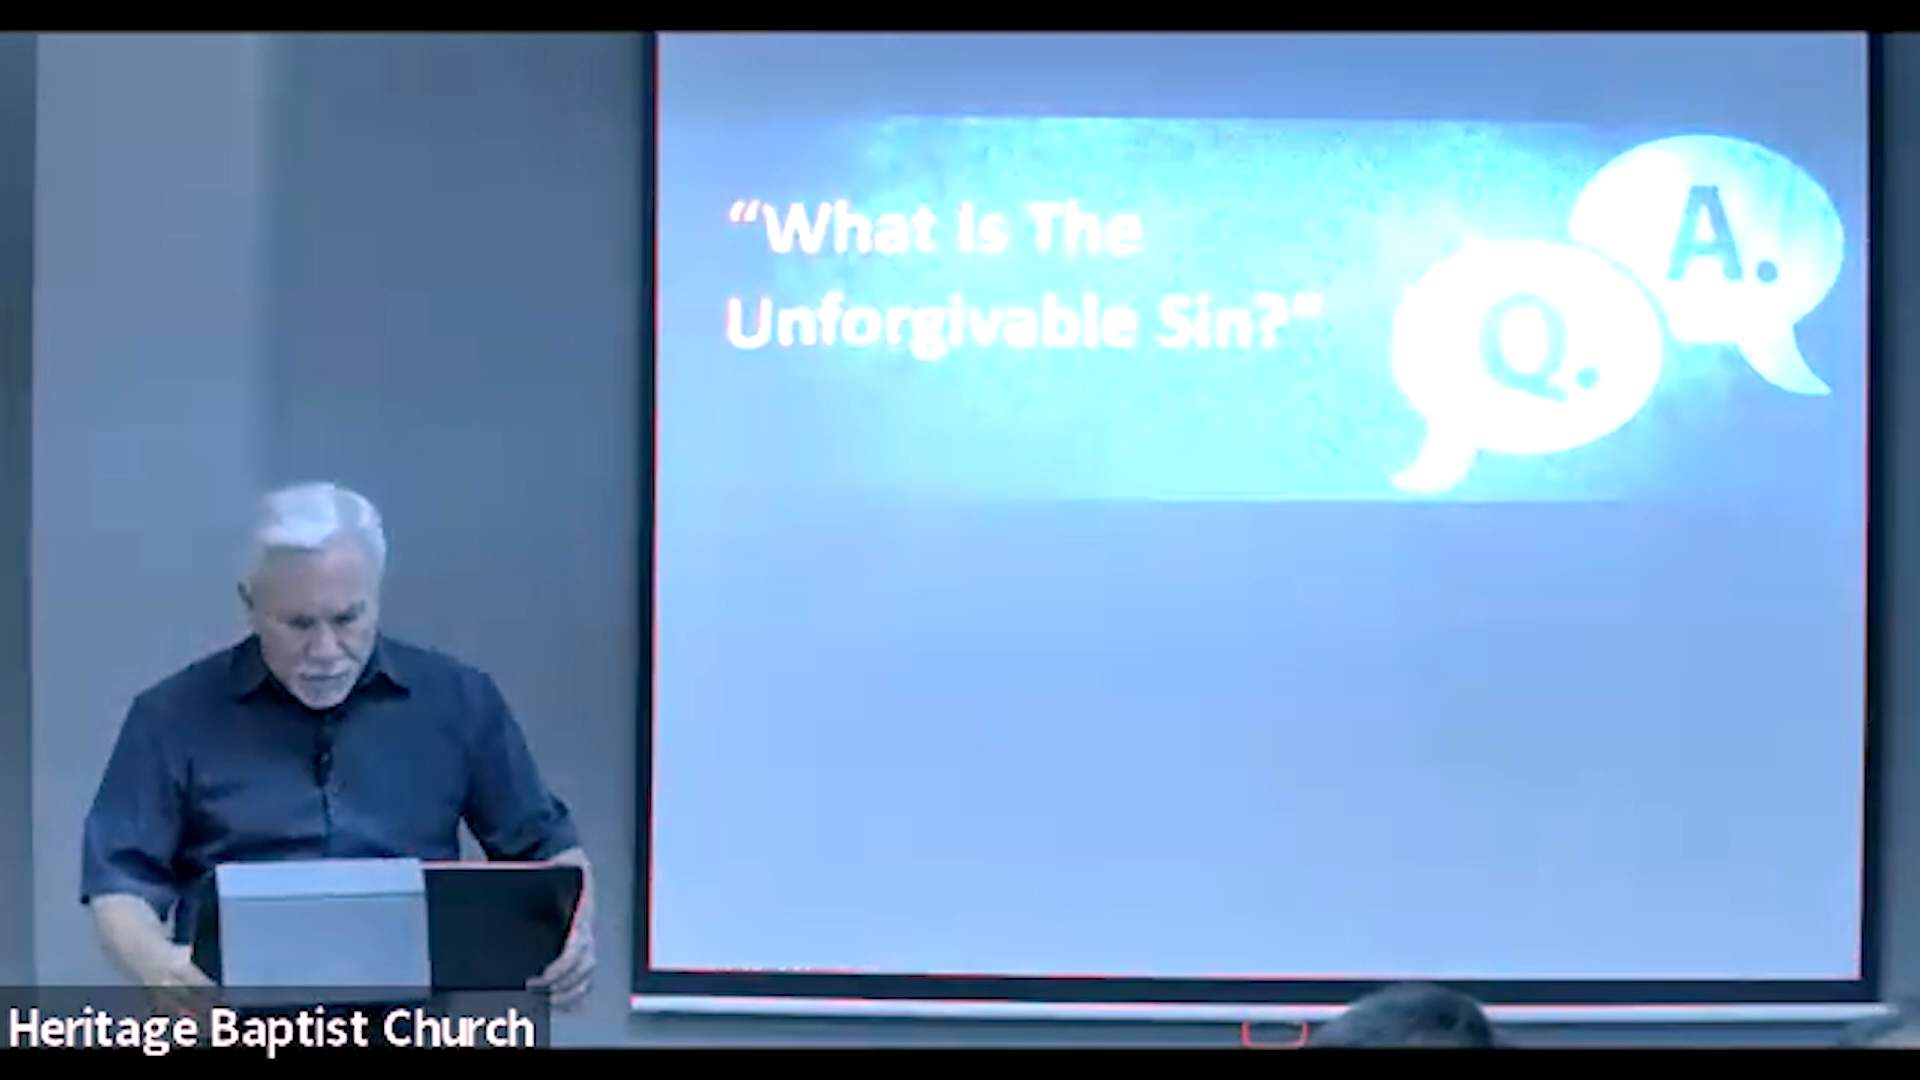 “What Is The
Unforgivable Sin?”
A.
Q.
Heritage Baptist Church